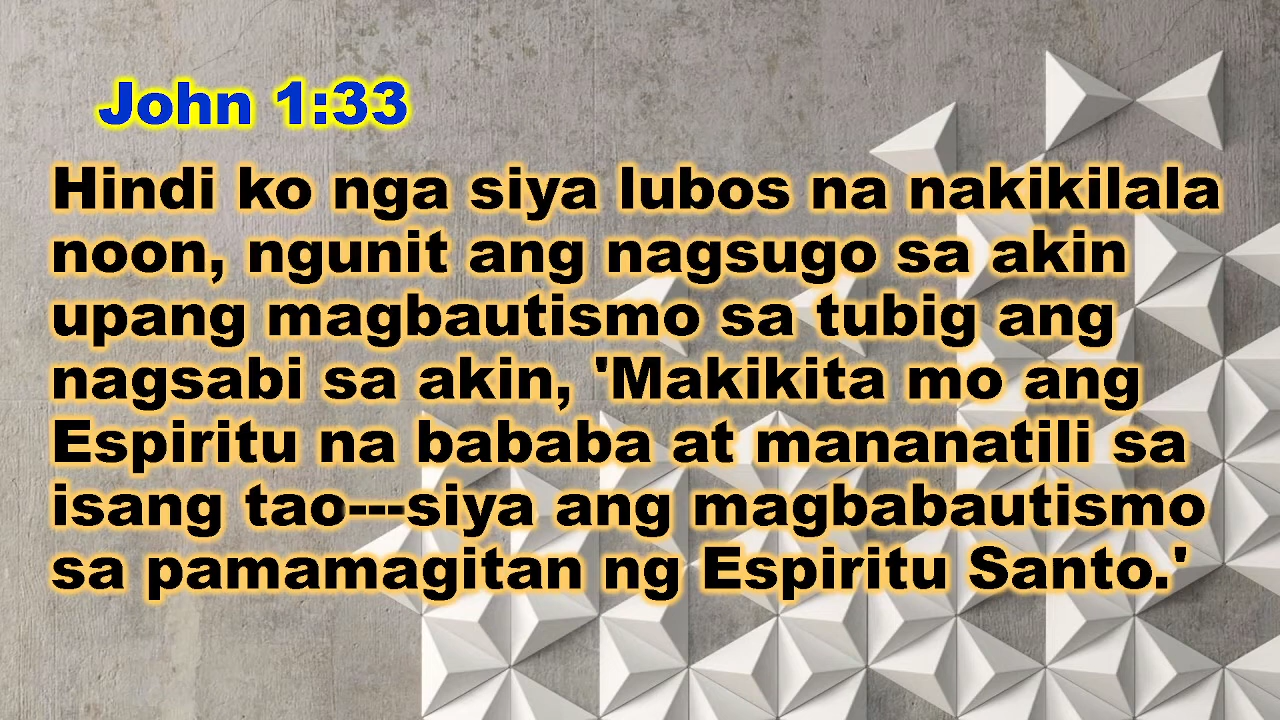 John 1:33
Hindi ko nga siya lubos na nakikilala
noon, ngunit ang nagsugo sa akin
upang magbautismo sa tubig ang
nagsabi sa akin, 'Makikita mo ang
Espiritu na bababa at mananatili sa
isang tao---siya ang magbabautismo
sa pamamagitan ng Espiritu Santo.'